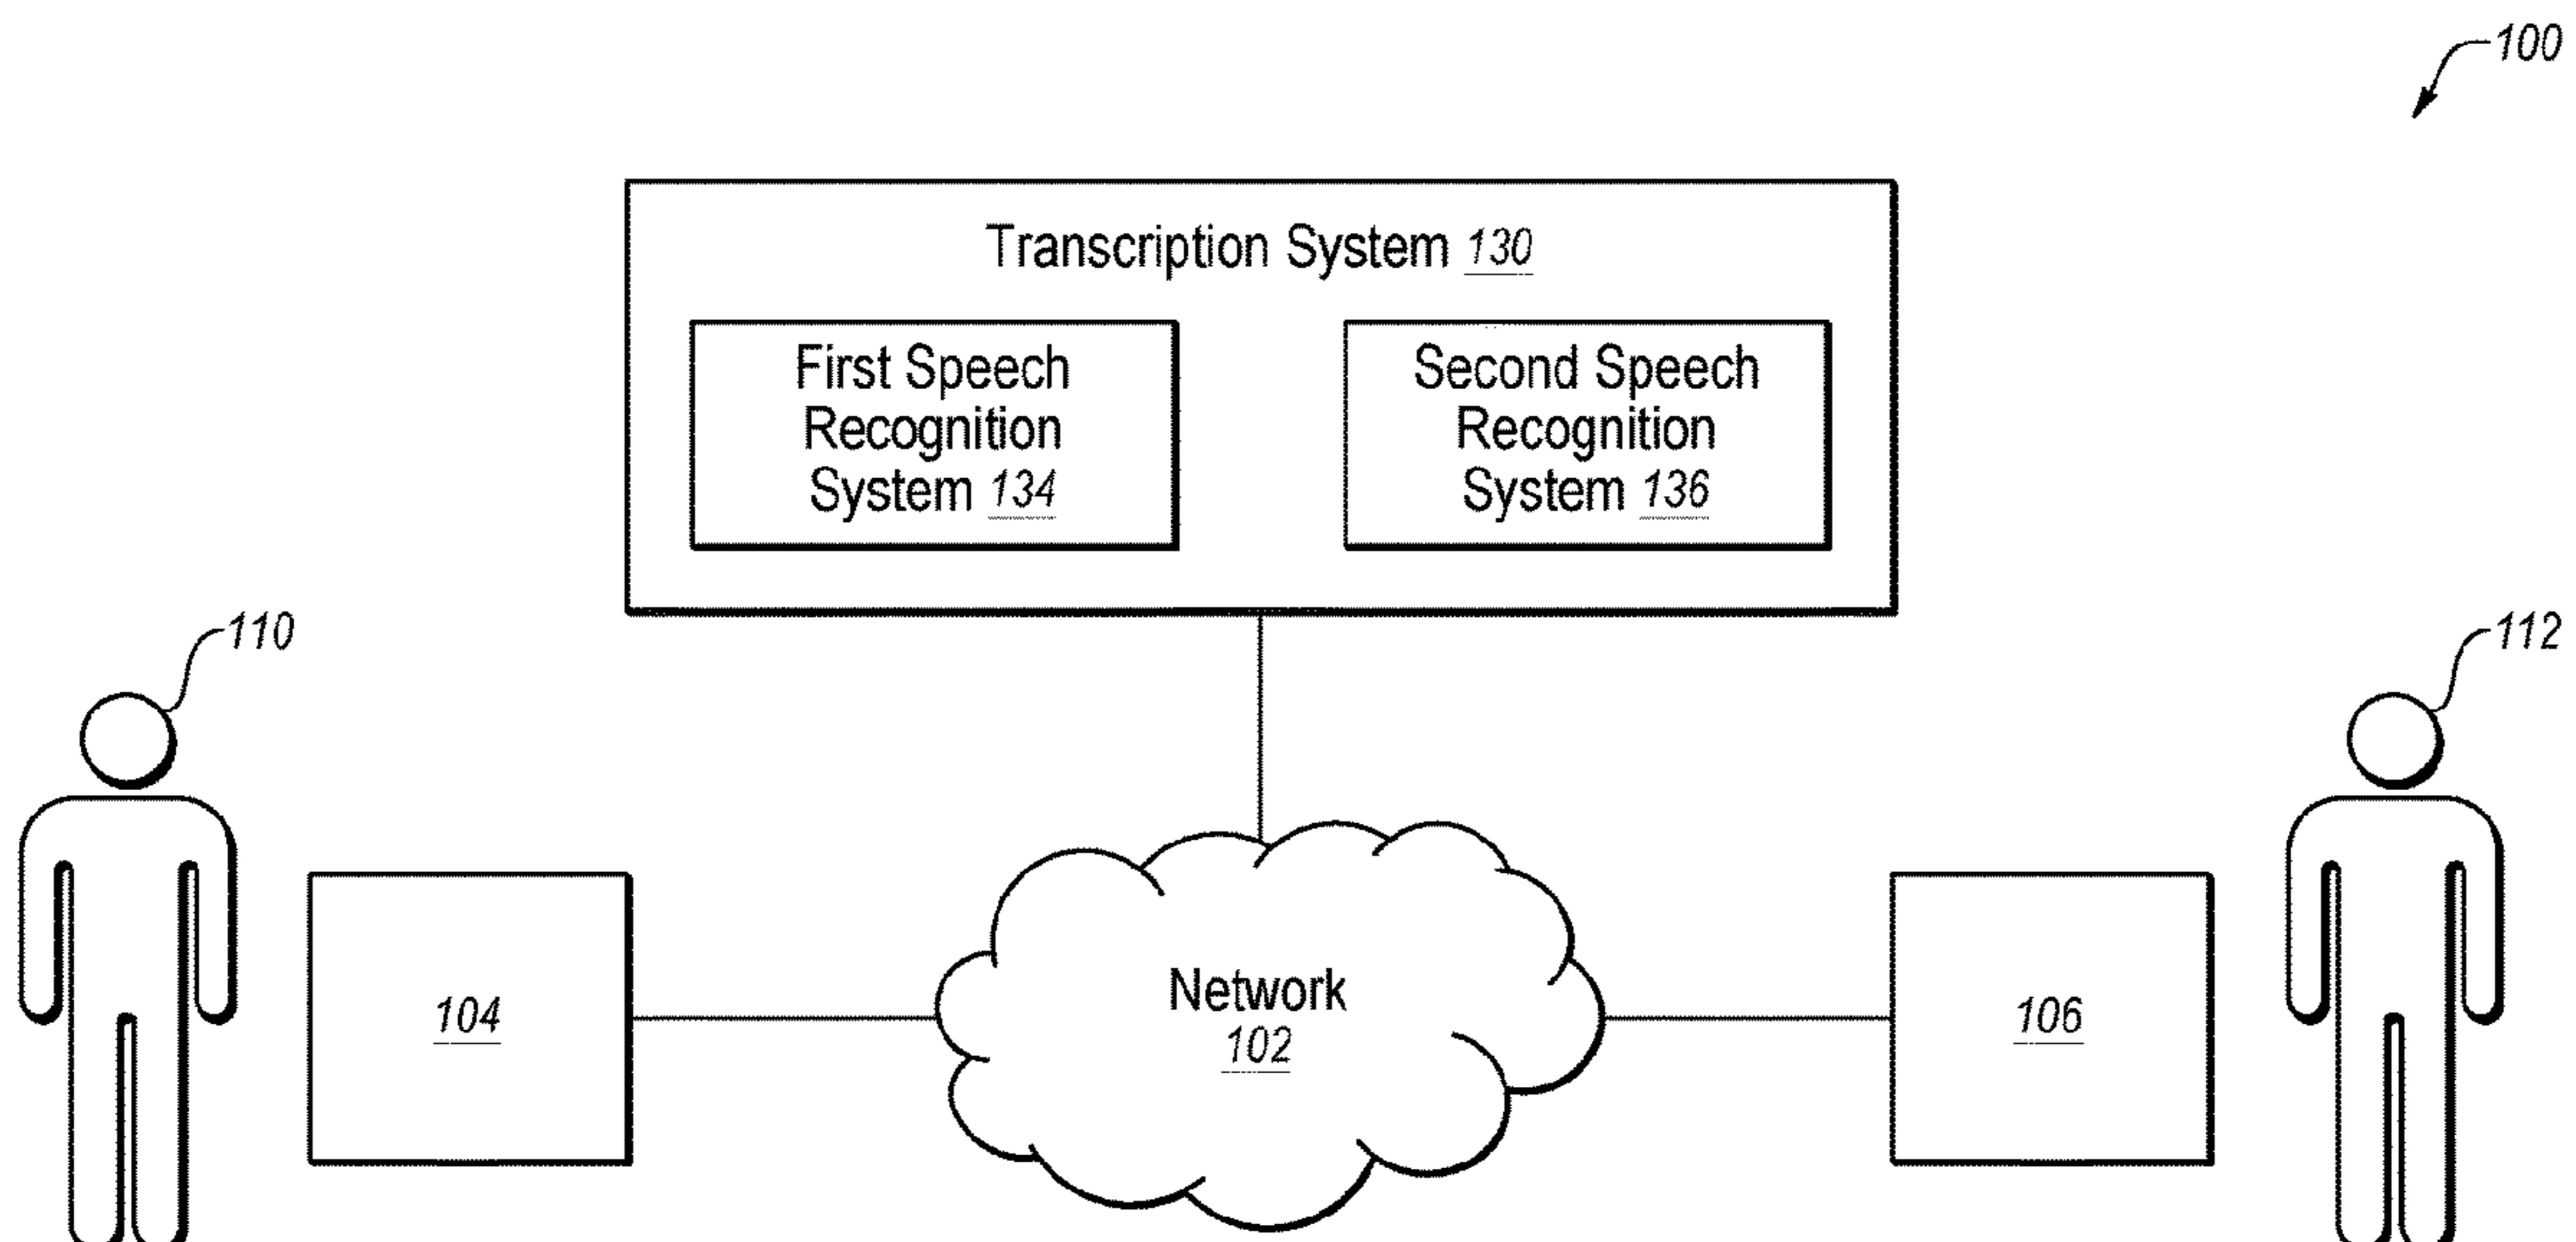 100
Transcription System 130
First Speech
Recognition
System 134
Second Speech
Recognition
System 136
110
112
104
Network
102
106